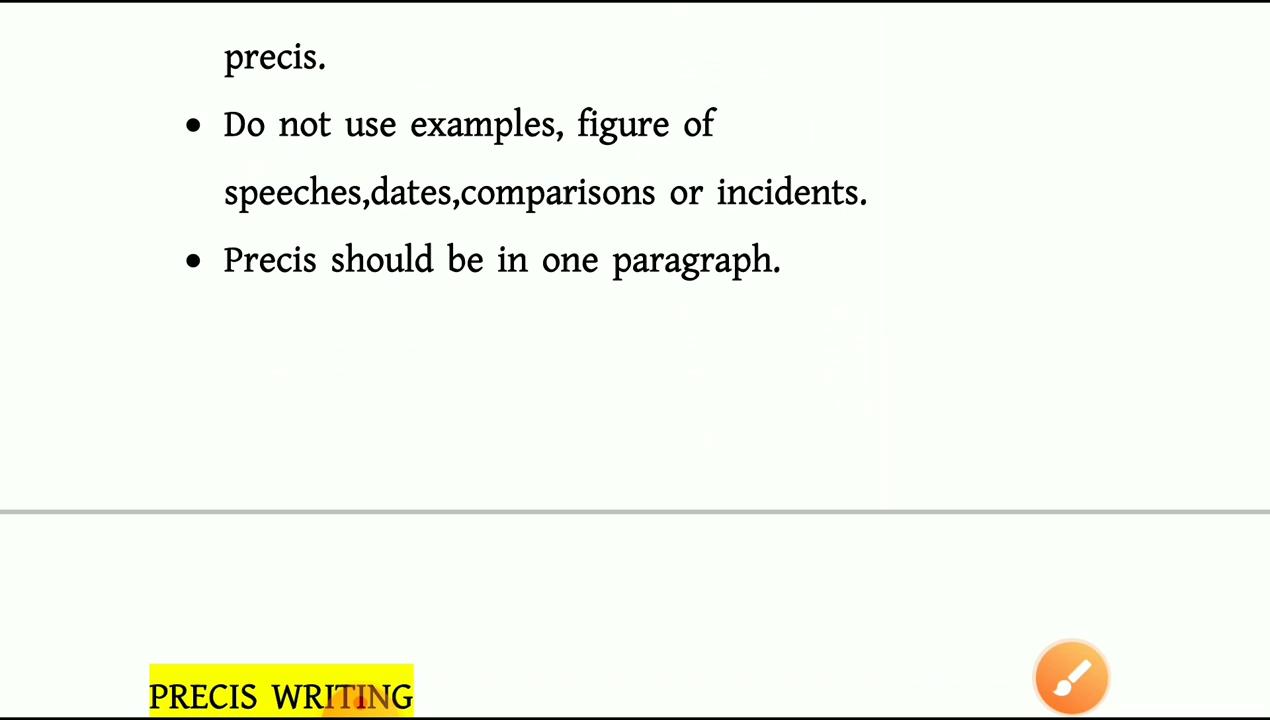 precis.
• Do not use examples, figure of
speeches,dates,comparisons or incidents.
• Precis should be in one paragraph.
PRECIS WRITING